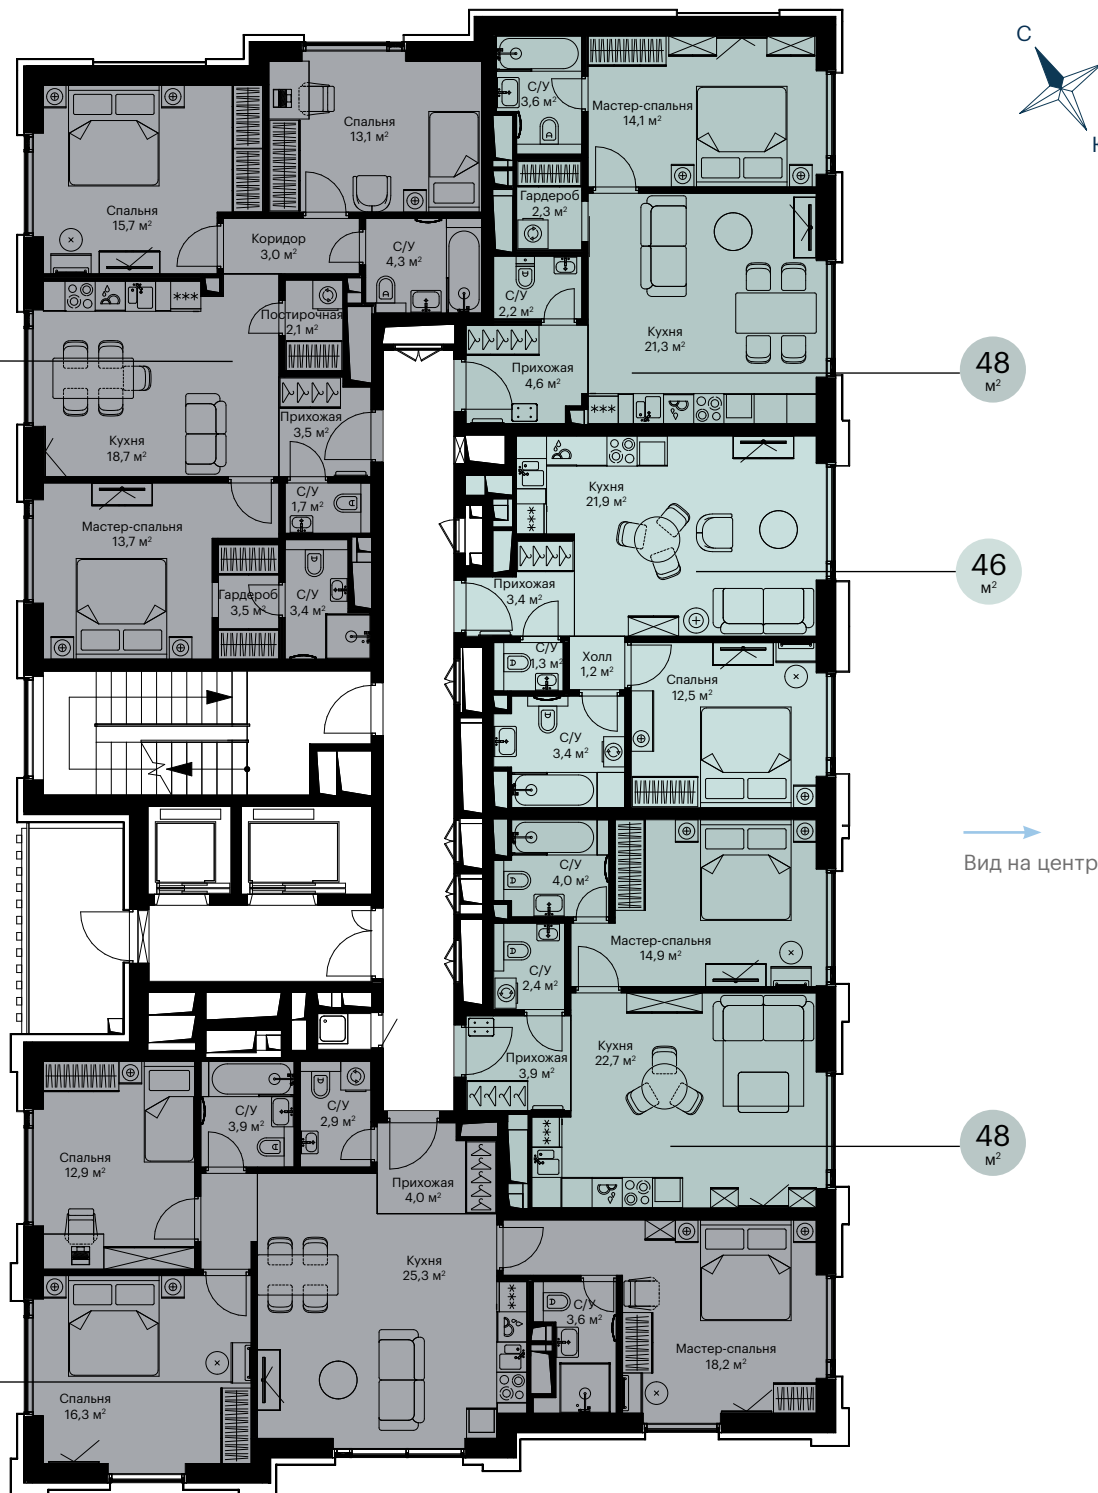 С
Ю
С/У
3,6 м²
Мастер-спальня
14,1 м²
Спальня
13,1 м²
Спальня
15,7 м²
Гардероб
2,3 м²
Коридор
3,0 м²
С/У
4,3 м²
С/У
2,2 м²
Постирочная
2,1 м²
Кухня
21,3 м²
48
м²
Прихожая
4,6 м²
Прихожая
3,5 м²
Кухня
18,7 м²
***
***
Кухня
21,9 м²
***
С/У
1,7 м²
Мастер-спальня
13,7 м²
46
м²
Прихожая
3,4 м²
Гардероб
3,5 м²
С/У
3,4 м²
С/У
1,3 м²
Холл
1,2 м²
Спальня
12,5 м²
С/У
3,4 м²
Вид на центр
С/У
4,0 м²
Мастер-спальня
14,9 м²
С/У
2,4 м²
Кухня
22,7 м²
Прихожая
3,9 м²
***
48
м²
С/У
3,9 м²
С/У
2,9 м²
Спальня
12,9 м²
Прихожая
4,0 м²
Кухня
25,3 м²
***
С/У
3,6 м²
Мастер-спальня
18,2 м²
Спальня
16,3 м²